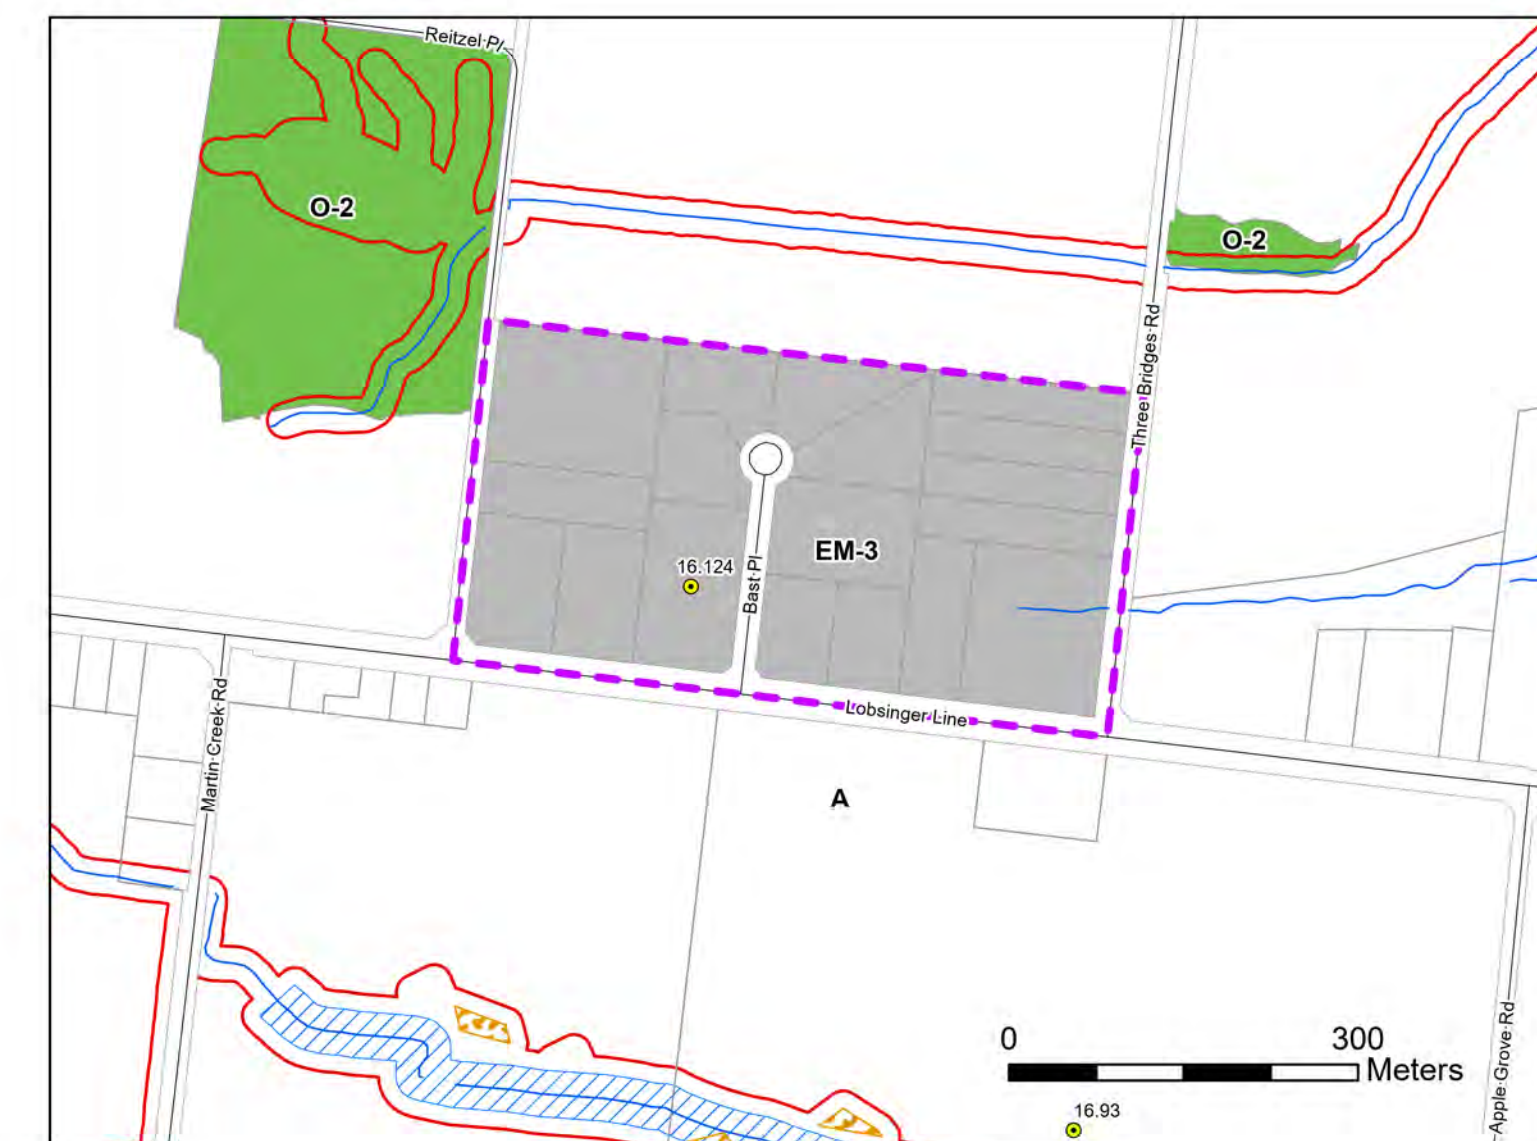 Reitzel Pl
O-2
O-2
Three Bridges Rd
EM-3
16.124
Bast Pl
Martin Creek Rd
Lobsinger Line
A
0 300
Meters
Apple Grove Rd
16.93